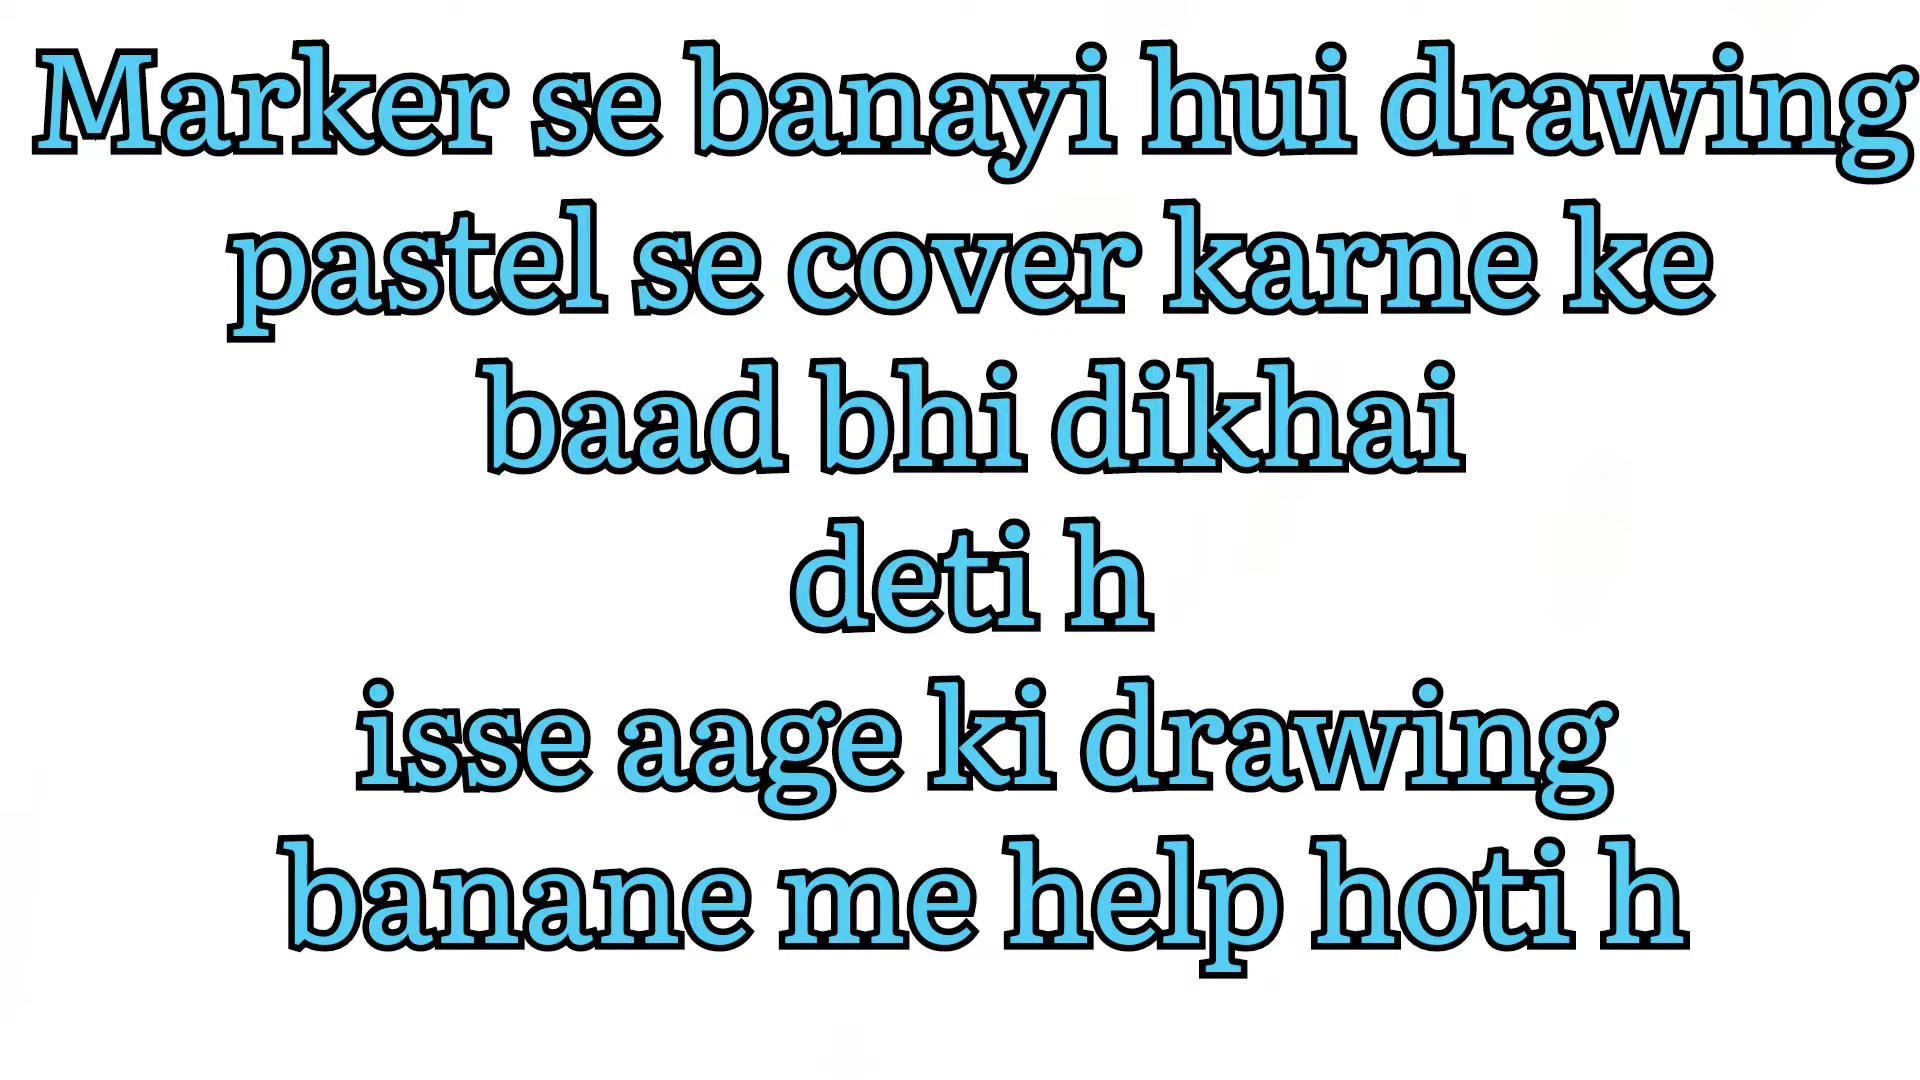 Marker se banayi hui drawing
pastel se cover karne ke
baad bhi dikhai
deti h
isse aage ki drawing
banane me help hoti h